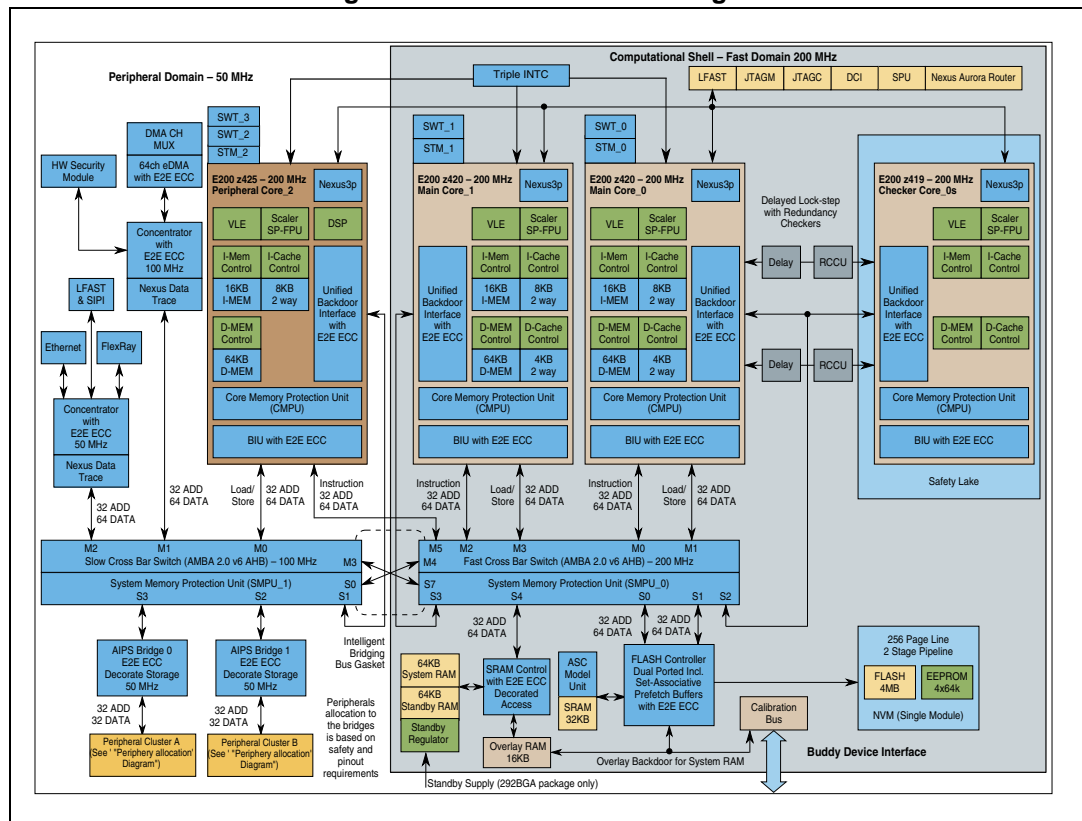 Computational Shell – Fast Domain 200 MHz
Peripheral Domain – 50 MHz
Triple INTC
LFAST
JTAGM
JTAGC
DCI
SPU
Nexus Aurora Router
SWT_3
SWT_2
STM_2
SWT_1
STM_1
SWT_0
STM_0
DMA CH
MUX
64ch eDMA
with E2E ECC
HW Security
Module
Concentrator
with
E2E ECC
100 MHz
Nexus Data
Trace
LFAST
& SIPI
Ethernet
FlexRay
Concentrator
with
E2E ECC
50 MHz
Nexus Data
Trace
E200 z425 – 200 MHz
Peripheral Core_2
Nexus3p
VLE
Scaler
SP-FPU
DSP
I-Mem
Control
I-Cache
Control
16KB
I-MEM
8KB
2 way
D-MEM
Control
64KB
D-MEM
Unified
Backdoor
Interface
with
E2E ECC
Core Memory Protection Unit
(CMPU)
BIU with E2E ECC
E200 z420 – 200 MHz
Main Core_1
Nexus3p
VLE
Scaler
SP-FPU
Unified
Backdoor
Interface
with
E2E ECC
I-Mem
Control
I-Cache
Control
16KB
I-MEM
8KB
2 way
D-MEM
Control
D-Cache
Control
64KB
D-MEM
4KB
2 way
Core Memory Protection Unit
(CMPU)
BIU with E2E ECC
E200 z420 – 200 MHz
Main Core_0
Nexus3p
VLE
Scaler
SP-FPU
I-Mem
Control
I-Cache
Control
16KB
I-MEM
8KB
2 way
D-MEM
Control
D-Cache
Control
64KB
D-MEM
4KB
2 way
Unified
Backdoor
Interface
with
E2E ECC
Core Memory Protection Unit
(CMPU)
BIU with E2E ECC
Delayed Lock-step
with Redundancy
Checkers
Delay
RCCU
Delay
RCCU
E200 z419 – 200 MHz
Checker Core_0s
Nexus3p
VLE
Scaler
SP-FPU
Unified
Backdoor
Interface
with
E2E ECC
I-Mem
Control
I-Cache
Control
D-MEM
Control
D-Cache
Control
Core Memory Protection Unit
(CMPU)
BIU with E2E ECC
Safety Lake
32 ADD
64 DATA
Load/
Store
32 ADD
64 DATA
Instruction
32 ADD
64 DATA
Instruction
32 ADD
64 DATA
Load/
Store
32 ADD
64 DATA
Instruction
32 ADD
64 DATA
Load/
Store
32 ADD
64 DATA
M2
M1
M0
M3
Slow Cross Bar Switch (AMBA 2.0 v6 AHB) – 100 MHz
System Memory Protection Unit (SMPU_1)
S0
S3
S2
S1
M5
M2
M3
M0
M1
M4
Fast Cross Bar Switch (AMBA 2.0 v6 AHB) – 200 MHz
S7
System Memory Protection Unit (SMPU_0)
S3
S4
S0
S1
S2
AIPS Bridge 0
E2E ECC
Decorate Storage
50 MHz
AIPS Bridge 1
E2E ECC
Decorate Storage
50 MHz
32 ADD
32 DATA
32 ADD
32 DATA
Peripheral Cluster A
(See ' "Periphery allocation'
Diagram")
Peripheral Cluster B
(See ' "Periphery allocation'
Diagram")
Intelligent
Bridging
Bus Gasket
Peripherals
allocation to
the bridges
is based on
safety and
pinout
requirements
32 ADD
64 DATA
32 ADD
64 DATA
32 ADD
64 DATA
64KB
System RAM
64KB
Standby RAM
Standby
Regulator
SRAM Control
with E2E ECC
Decorated
Access
ASC
Model
Unit
SRAM
32KB
FLASH Controller
Dual Ported Incl.
Set-Associative
Prefetch Buffers
with E2E ECC
Overlay RAM
16KB
256 Page Line
2 Stage Pipeline
FLASH
4MB
EEPROM
4x64k
NVM (Single Module)
Calibration
Bus
Buddy Device Interface
Overlay Backdoor for System RAM
Standby Supply (292BGA package only)